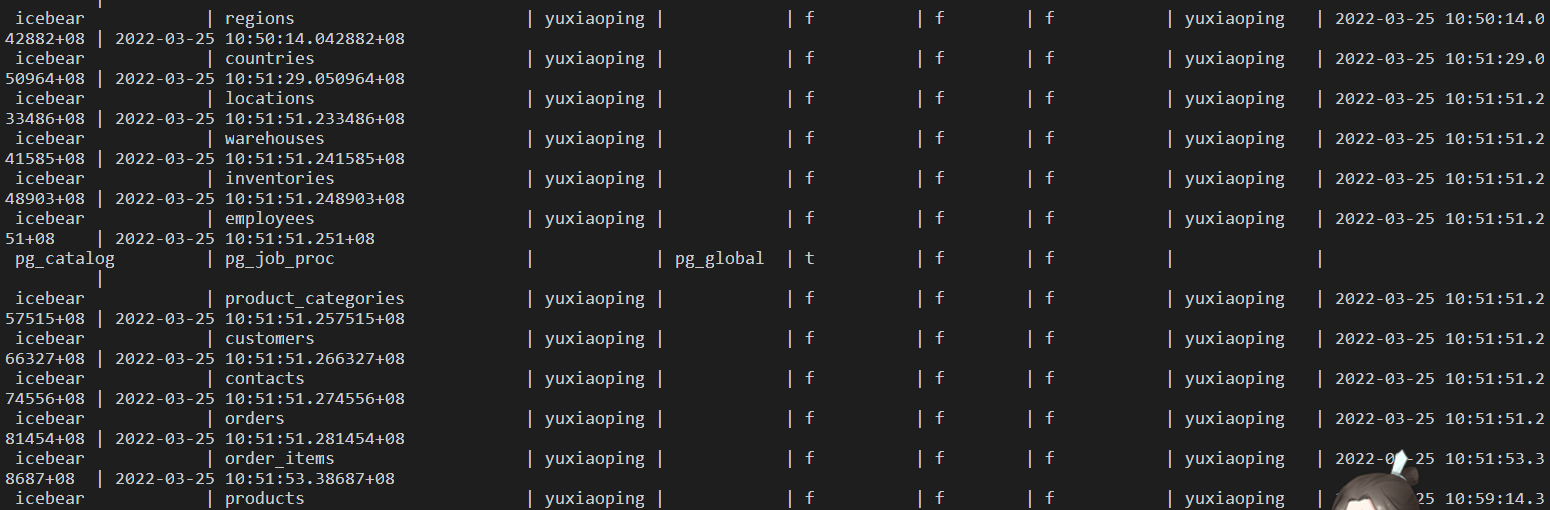 |
icebear | regions | yuxiaoping | | f | f | f | yuxiaoping | 2022-03-25 10:50:14.0
42882+08 | 2022-03-25 10:50:14.042882+08
icebear | countries | yuxiaoping | | f | f | f | yuxiaoping | 2022-03-25 10:51:29.0
50964+08 | 2022-03-25 10:51:29.050964+08
icebear | locations | yuxiaoping | | f | f | f | yuxiaoping | 2022-03-25 10:51:51.2
33486+08 | 2022-03-25 10:51:51.233486+08
icebear | warehouses | yuxiaoping | | f | f | f | yuxiaoping | 2022-03-25 10:51:51.2
41585+08 | 2022-03-25 10:51:51.241585+08
icebear | inventories | yuxiaoping | | f | f | f | yuxiaoping | 2022-03-25 10:51:51.2
48903+08 | 2022-03-25 10:51:51.248903+08
icebear | employees | yuxiaoping | | f | f | f | yuxiaoping | 2022-03-25 10:51:51.2
51+08 | 2022-03-25 10:51:51.251+08
pg_catalog | pg_job_proc | | pg_global | t | f | f | | |
|
icebear | product_categories | yuxiaoping | | f | f | f | yuxiaoping | 2022-03-25 10:51:51.2
57515+08 | 2022-03-25 10:51:51.257515+08
icebear | customers | yuxiaoping | | f | f | f | yuxiaoping | 2022-03-25 10:51:51.2
66327+08 | 2022-03-25 10:51:51.266327+08
icebear | contacts | yuxiaoping | | f | f | f | yuxiaoping | 2022-03-25 10:51:51.2
74556+08 | 2022-03-25 10:51:51.274556+08
icebear | orders | yuxiaoping | | f | f | f | yuxiaoping | 2022-03-25 10:51:51.2
81454+08 | 2022-03-25 10:51:51.281454+08
icebear | order_items | yuxiaoping | | f | f | f | yuxiaoping | 25 10:51:53.3
8687+08 | 2022-03-25 10:51:53.38687+08
icebear | products | yuxiaoping | | f | f | f | yuxiaoping | 25 10:59:14.3